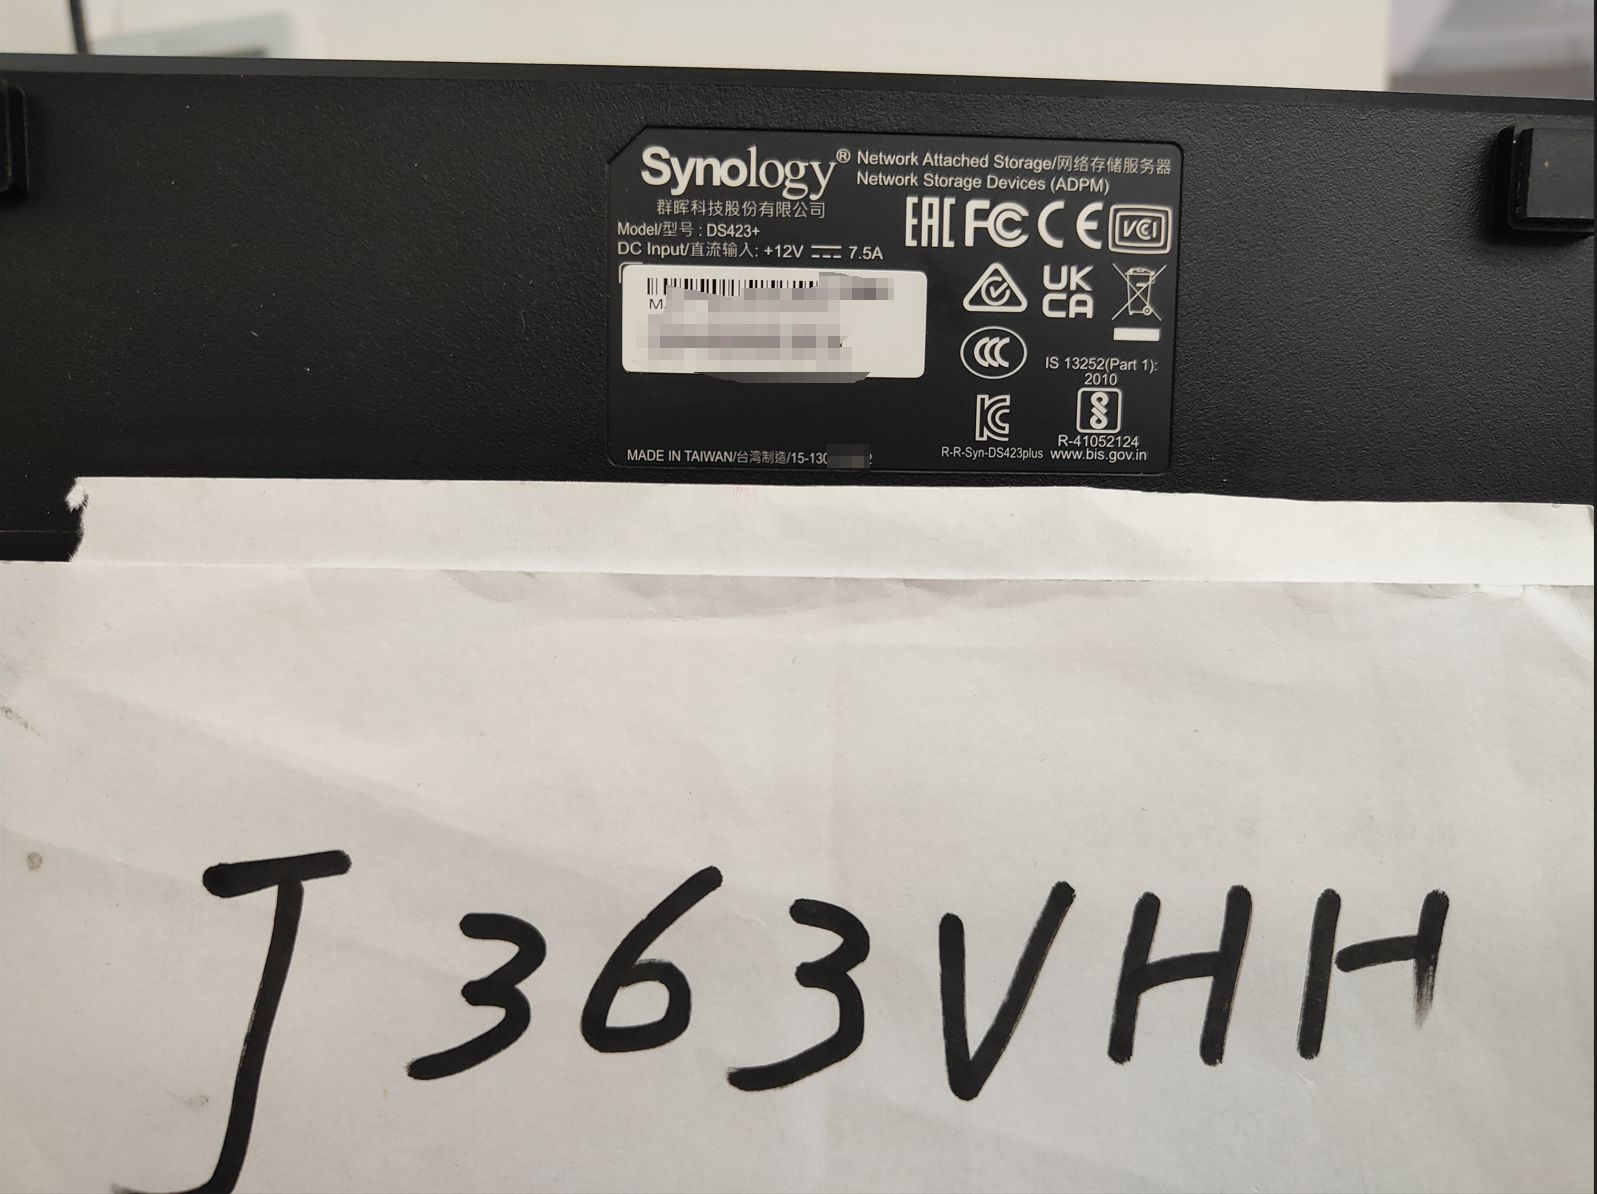 Synology®
Network Attached Storage/网络存储服务器
Network Storage Devices (ADPM)
群晖科技股份有限公司
Model/型号 : DS423+
DC Input/直流输入: +12V 7.5A
EAC FC CE VCI
UK
CA
CCC
IS 13252(Part 1):
2010
KC
R-41052124
R-R-Syn-DS423plus www.bis.gov.in
MADE IN TAIWAN/台湾制造/15-130
J363VHH